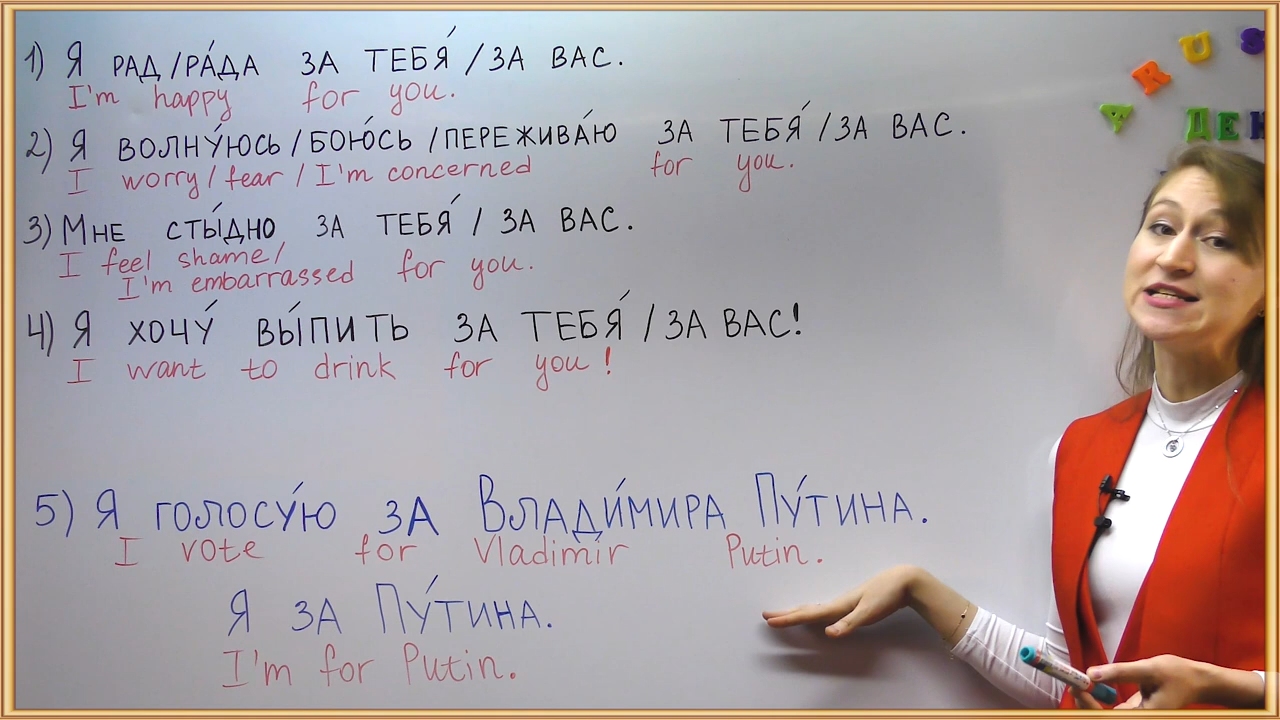 1) Я РАД/РА́ДА ЗА ТЕБЯ́/ЗА ВАС.
I'm happy for you.
2) Я ВОЛНУ́ЮСЬ/БОЮ́СЬ/ПЕРЕЖИВА́Ю ЗА ТЕБЯ́/ЗА ВАС.
I worry/fear/I'm concerned for you.
3) МНЕ СТЫ́ДНО ЗА ТЕБЯ́/ЗА ВАС.
I feel shame/
I'm embarrassed for you.
4) Я ХОЧУ́ ВЫ́ПИТЬ ЗА ТЕБЯ́/ЗА ВАС!
I want to drink for you!
5) Я ГОЛОСУ́Ю ЗА ВЛАДИ́МИРА ПУ́ТИНА.
I vote for Vladimir Putin.
Я ЗА ПУ́ТИНА.
I'm for Putin.
RUS
ДЕН